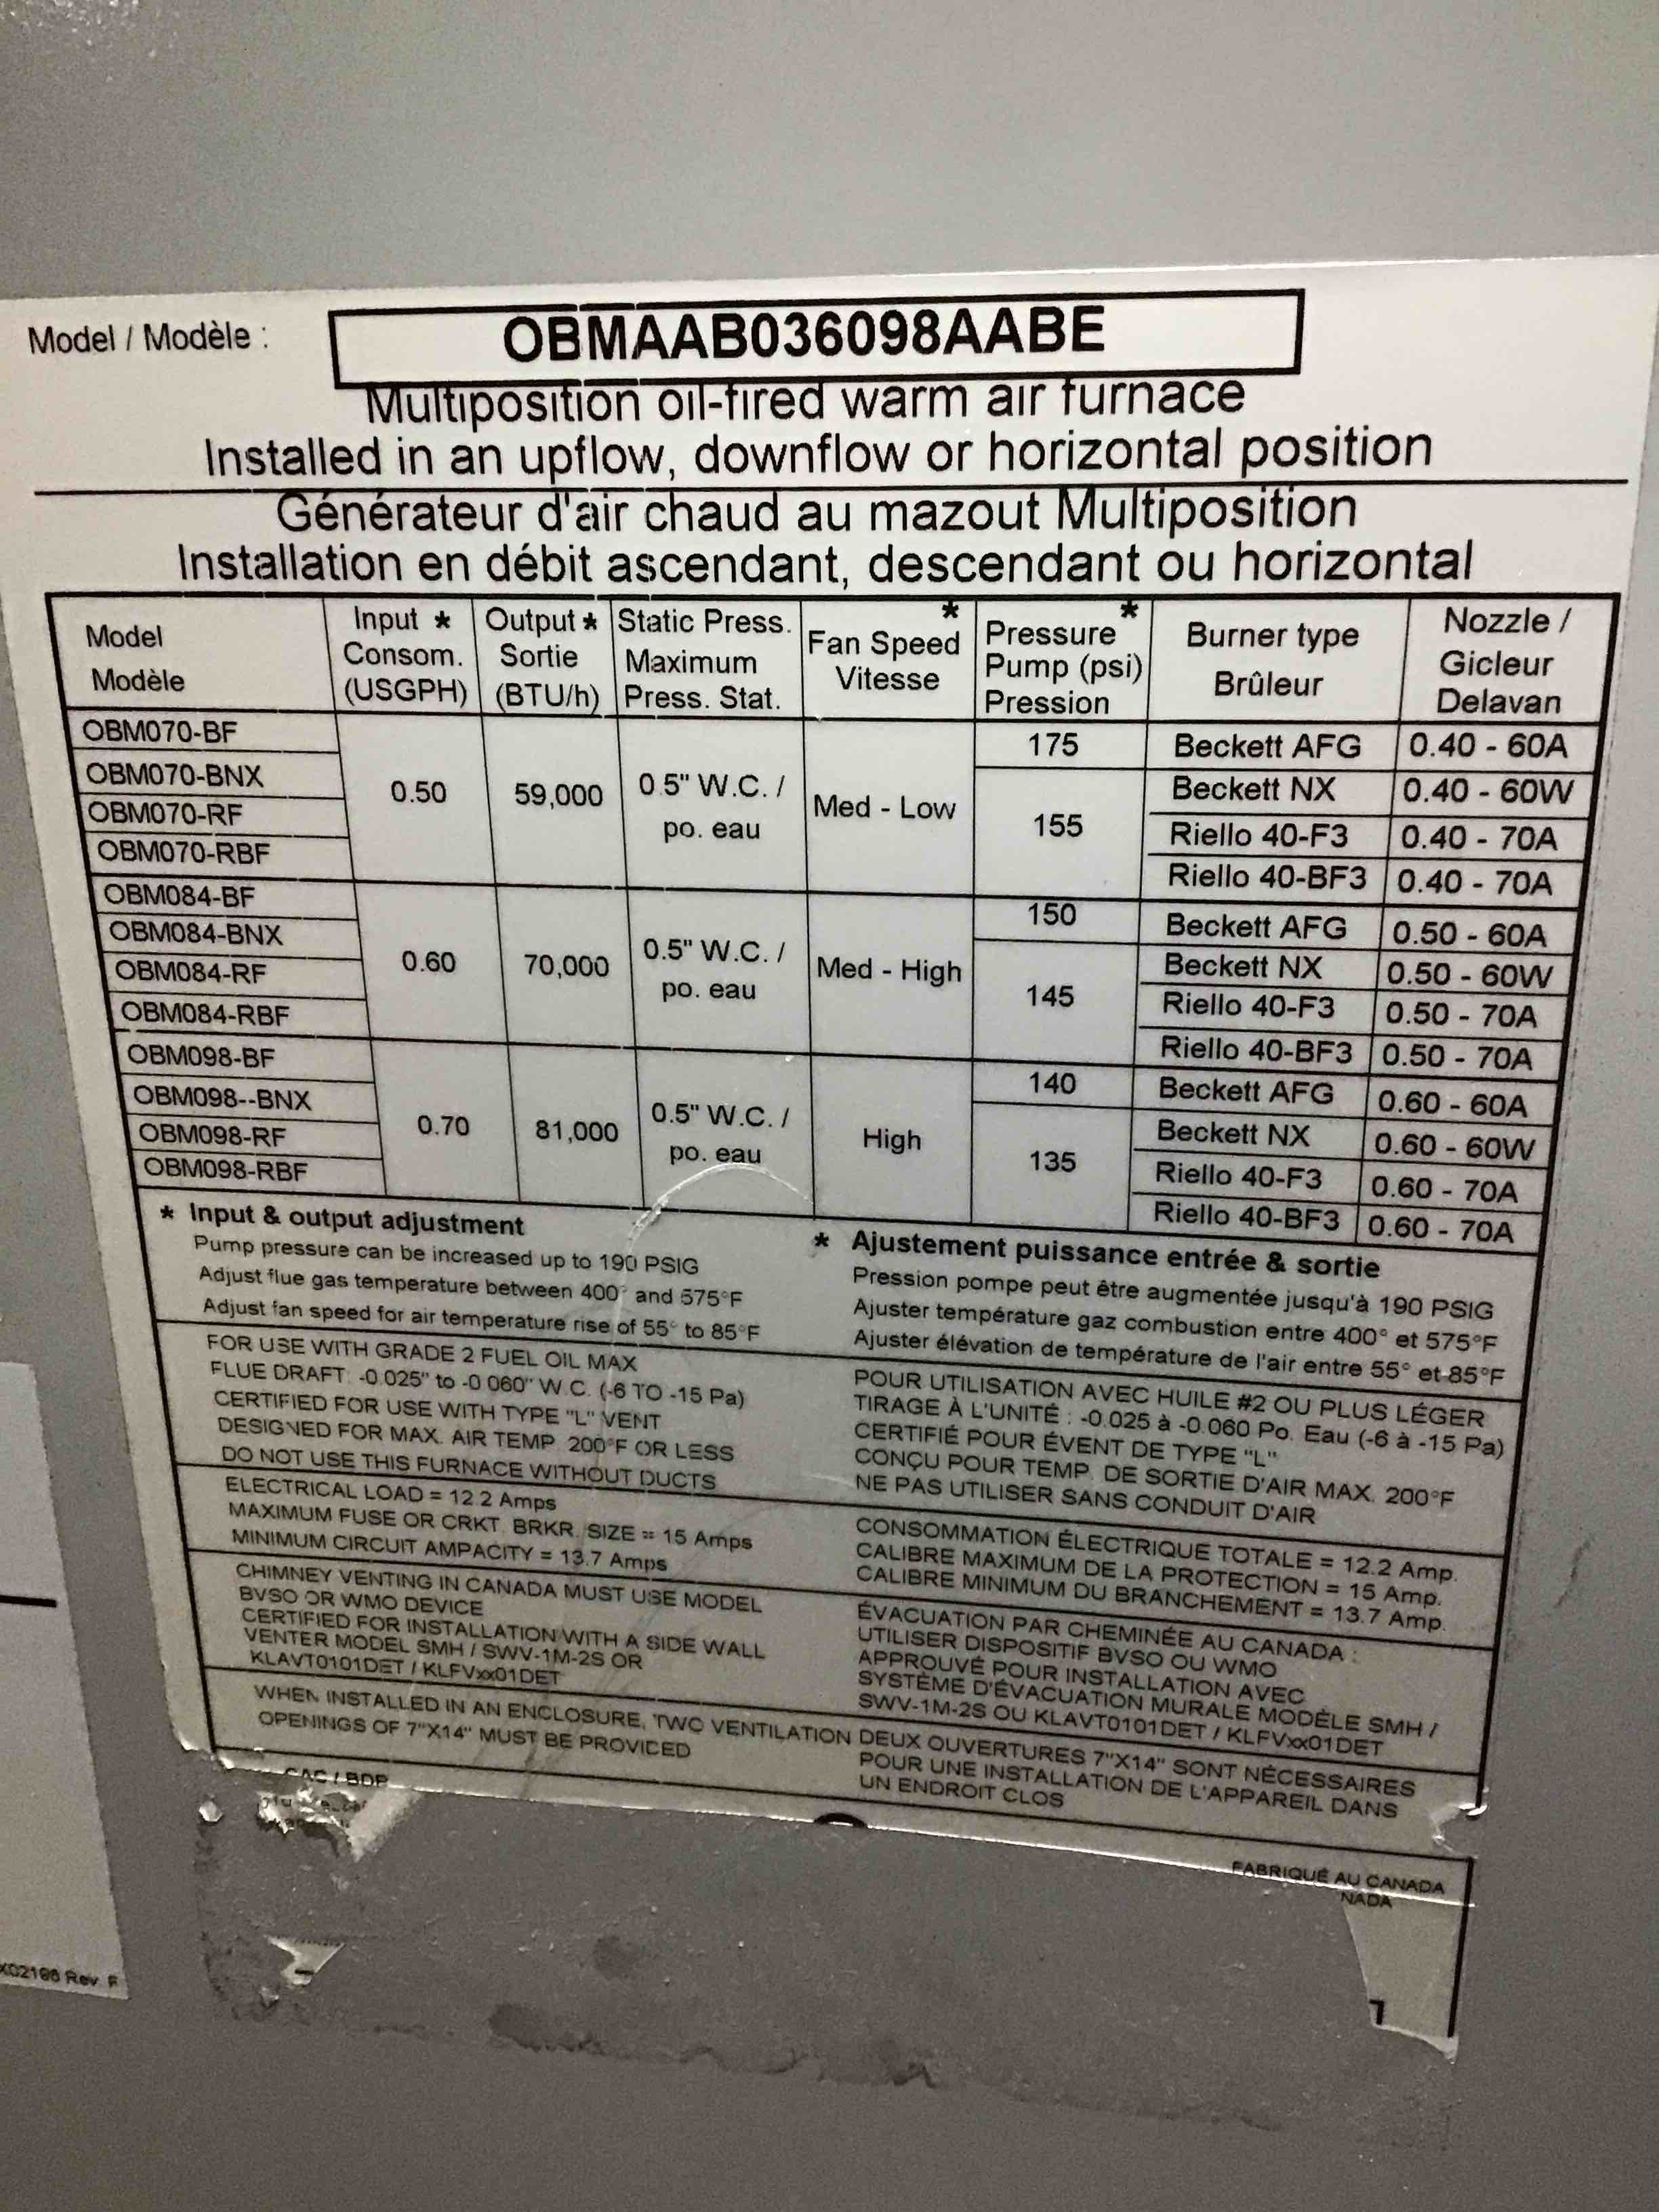 Model / Modèle : OBMAAB036098AABE
Multiposition oil-fired warm air furnace
Installed in an upflow, downflow or horizontal position
Générateur d'air chaud au mazout Multiposition
Installation en débit ascendant, descendant ou horizontal
Model Modèle | Input * Consom. (USGPH) | Output * Sortie (BTU/h) | Static Press. Maximum Press. Stat. | * Fan Speed Vitesse | * Pressure Pump (psi) Pression | Burner type Brûleur | Nozzle / Gicleur Delavan
OBM070-BF
OBM070-BNX
OBM070-RF
OBM070-RBF
0.50
59,000
0.5" W.C. /
po. eau
Med - Low
175
155
Beckett AFG 0.40 - 60A
Beckett NX 0.40 - 60W
Riello 40-F3 0.40 - 70A
Riello 40-BF3 0.40 - 70A
OBM084-BF
OBM084-BNX
OBM084-RF
OBM084-RBF
0.60
70,000
0.5" W.C. /
po. eau
Med - High
150
145
Beckett AFG 0.50 - 60A
Beckett NX 0.50 - 60W
Riello 40-F3 0.50 - 70A
Riello 40-BF3 0.50 - 70A
OBM098-BF
OBM098--BNX
OBM098-RF
OBM098-RBF
0.70
81,000
0.5" W.C. /
po. eau
High
140
135
Beckett AFG 0.60 - 60A
Beckett NX 0.60 - 60W
Riello 40-F3 0.60 - 70A
Riello 40-BF3 0.60 - 70A
* Input & output adjustment
Pump pressure can be increased up to 190 PSIG
Adjust flue gas temperature between 400° and 575°F
Adjust fan speed for air temperature rise of 55° to 85°F
* Ajustement puissance entrée & sortie
Pression pompe peut être augmentée jusqu'à 190 PSIG
Ajuster température gaz combustion entre 400° et 575°F
Ajuster élévation de température de l'air entre 55° et 85°F
FOR USE WITH GRADE 2 FUEL OIL MAX
FLUE DRAFT: -0.025" to -0.060" W.C. (-6 TO -15 Pa)
CERTIFIED FOR USE WITH TYPE "L" VENT
DESIGNED FOR MAX. AIR TEMP. 200°F OR LESS
DO NOT USE THIS FURNACE WITHOUT DUCTS
POUR UTILISATION AVEC HUILE #2 OU PLUS LÉGER
TIRAGE À L'UNITÉ : -0.025 à -0.060 Po. Eau (-6 à -15 Pa)
CERTIFIÉ POUR ÉVENT DE TYPE "L"
CONÇU POUR TEMP. DE SORTIE D'AIR MAX. 200°F
NE PAS UTILISER SANS CONDUIT D'AIR
ELECTRICAL LOAD = 12.2 Amps
MAXIMUM FUSE OR CRKT. BRKR. SIZE = 15 Amps
MINIMUM CIRCUIT AMPACITY = 13.7 Amps
CONSOMMATION ÉLECTRIQUE TOTALE = 12.2 Amp.
CALIBRE MAXIMUM DE LA PROTECTION = 15 Amp.
CALIBRE MINIMUM DU BRANCHEMENT = 13.7 Amp.
CHIMNEY VENTING IN CANADA MUST USE MODEL
BVSO OR WMO DEVICE
CERTIFIED FOR INSTALLATION WITH A SIDE WALL
VENTER MODEL SMH / SWV-1M-2S OR
KLAVT0101DET / KLFVxx01DET
ÉVACUATION PAR CHEMINÉE AU CANADA :
UTILISER DISPOSITIF BVSO OU WMO
APPROUVÉ POUR INSTALLATION AVEC
SYSTÈME D'ÉVACUATION MURALE MODÈLE SMH /
SWV-1M-2S OU KLAVT0101DET / KLFVxx01DET
WHEN INSTALLED IN AN ENCLOSURE, TWO VENTILATION
OPENINGS OF 7"X14" MUST BE PROVIDED
DEUX OUVERTURES 7"X14" SONT NÉCESSAIRES
POUR UNE INSTALLATION DE L'APPAREIL DANS
UN ENDROIT CLOS
CAC / BDP
FABRIQUÉ AU CANADA
NADA
X02196 Rev. F